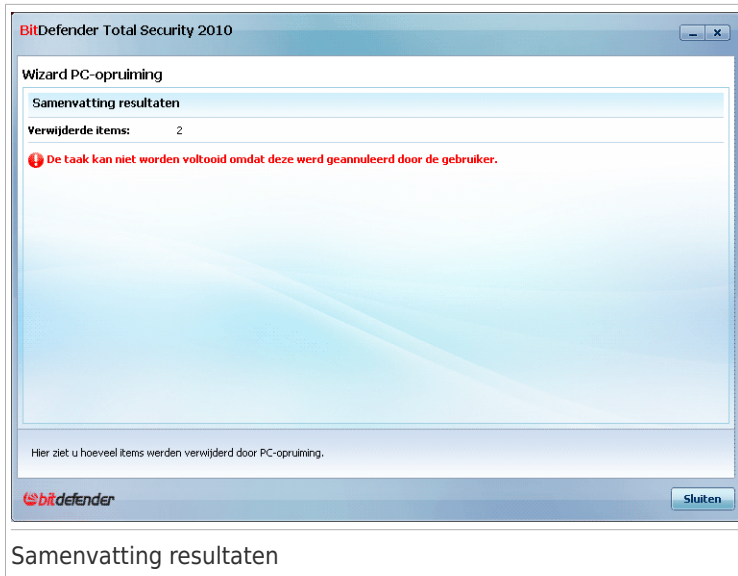 BitDefender Total Security 2010
Wizard PC-opruiming
Samenvatting resultaten
Verwijderde items: 2
De taak kan niet worden voltooid omdat deze werd geannuleerd door de gebruiker.
Hier ziet u hoeveel items werden verwijderd door PC-opruiming.
bitdefender
Sluiten
Samenvatting resultaten